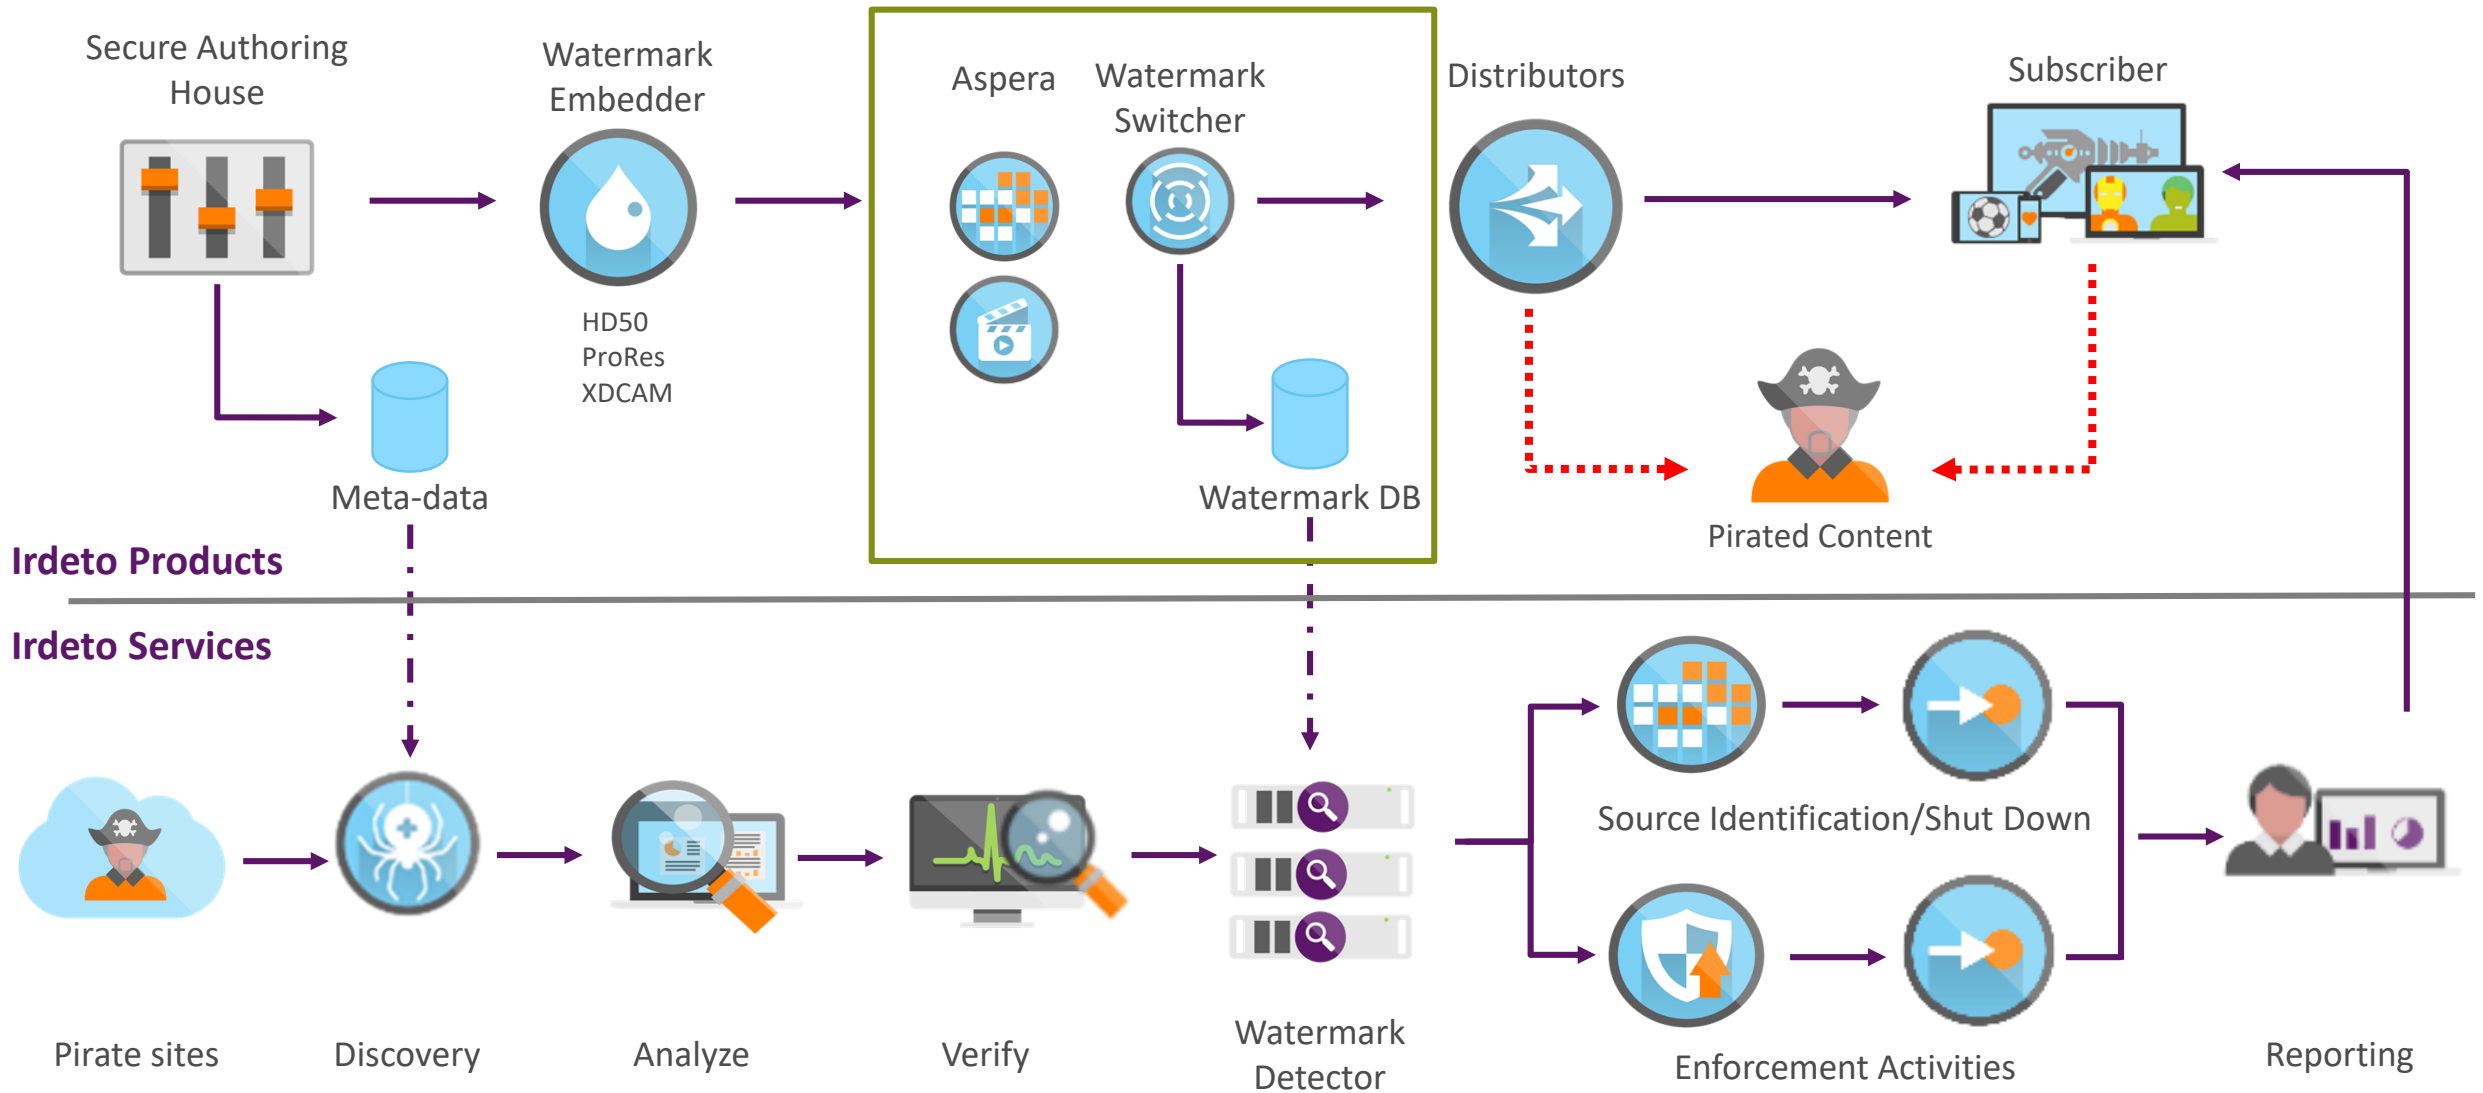 Secure Authoring
House
Watermark
Embedder
Aspera
Watermark
Switcher
Distributors
Subscriber
HD50
ProRes
XDCAM
Meta-data
Watermark DB
Pirated Content
Irdeto Products
Irdeto Services
Source Identification/Shut Down
Pirate sites
Discovery
Analyze
Verify
Watermark
Detector
Enforcement Activities
Reporting